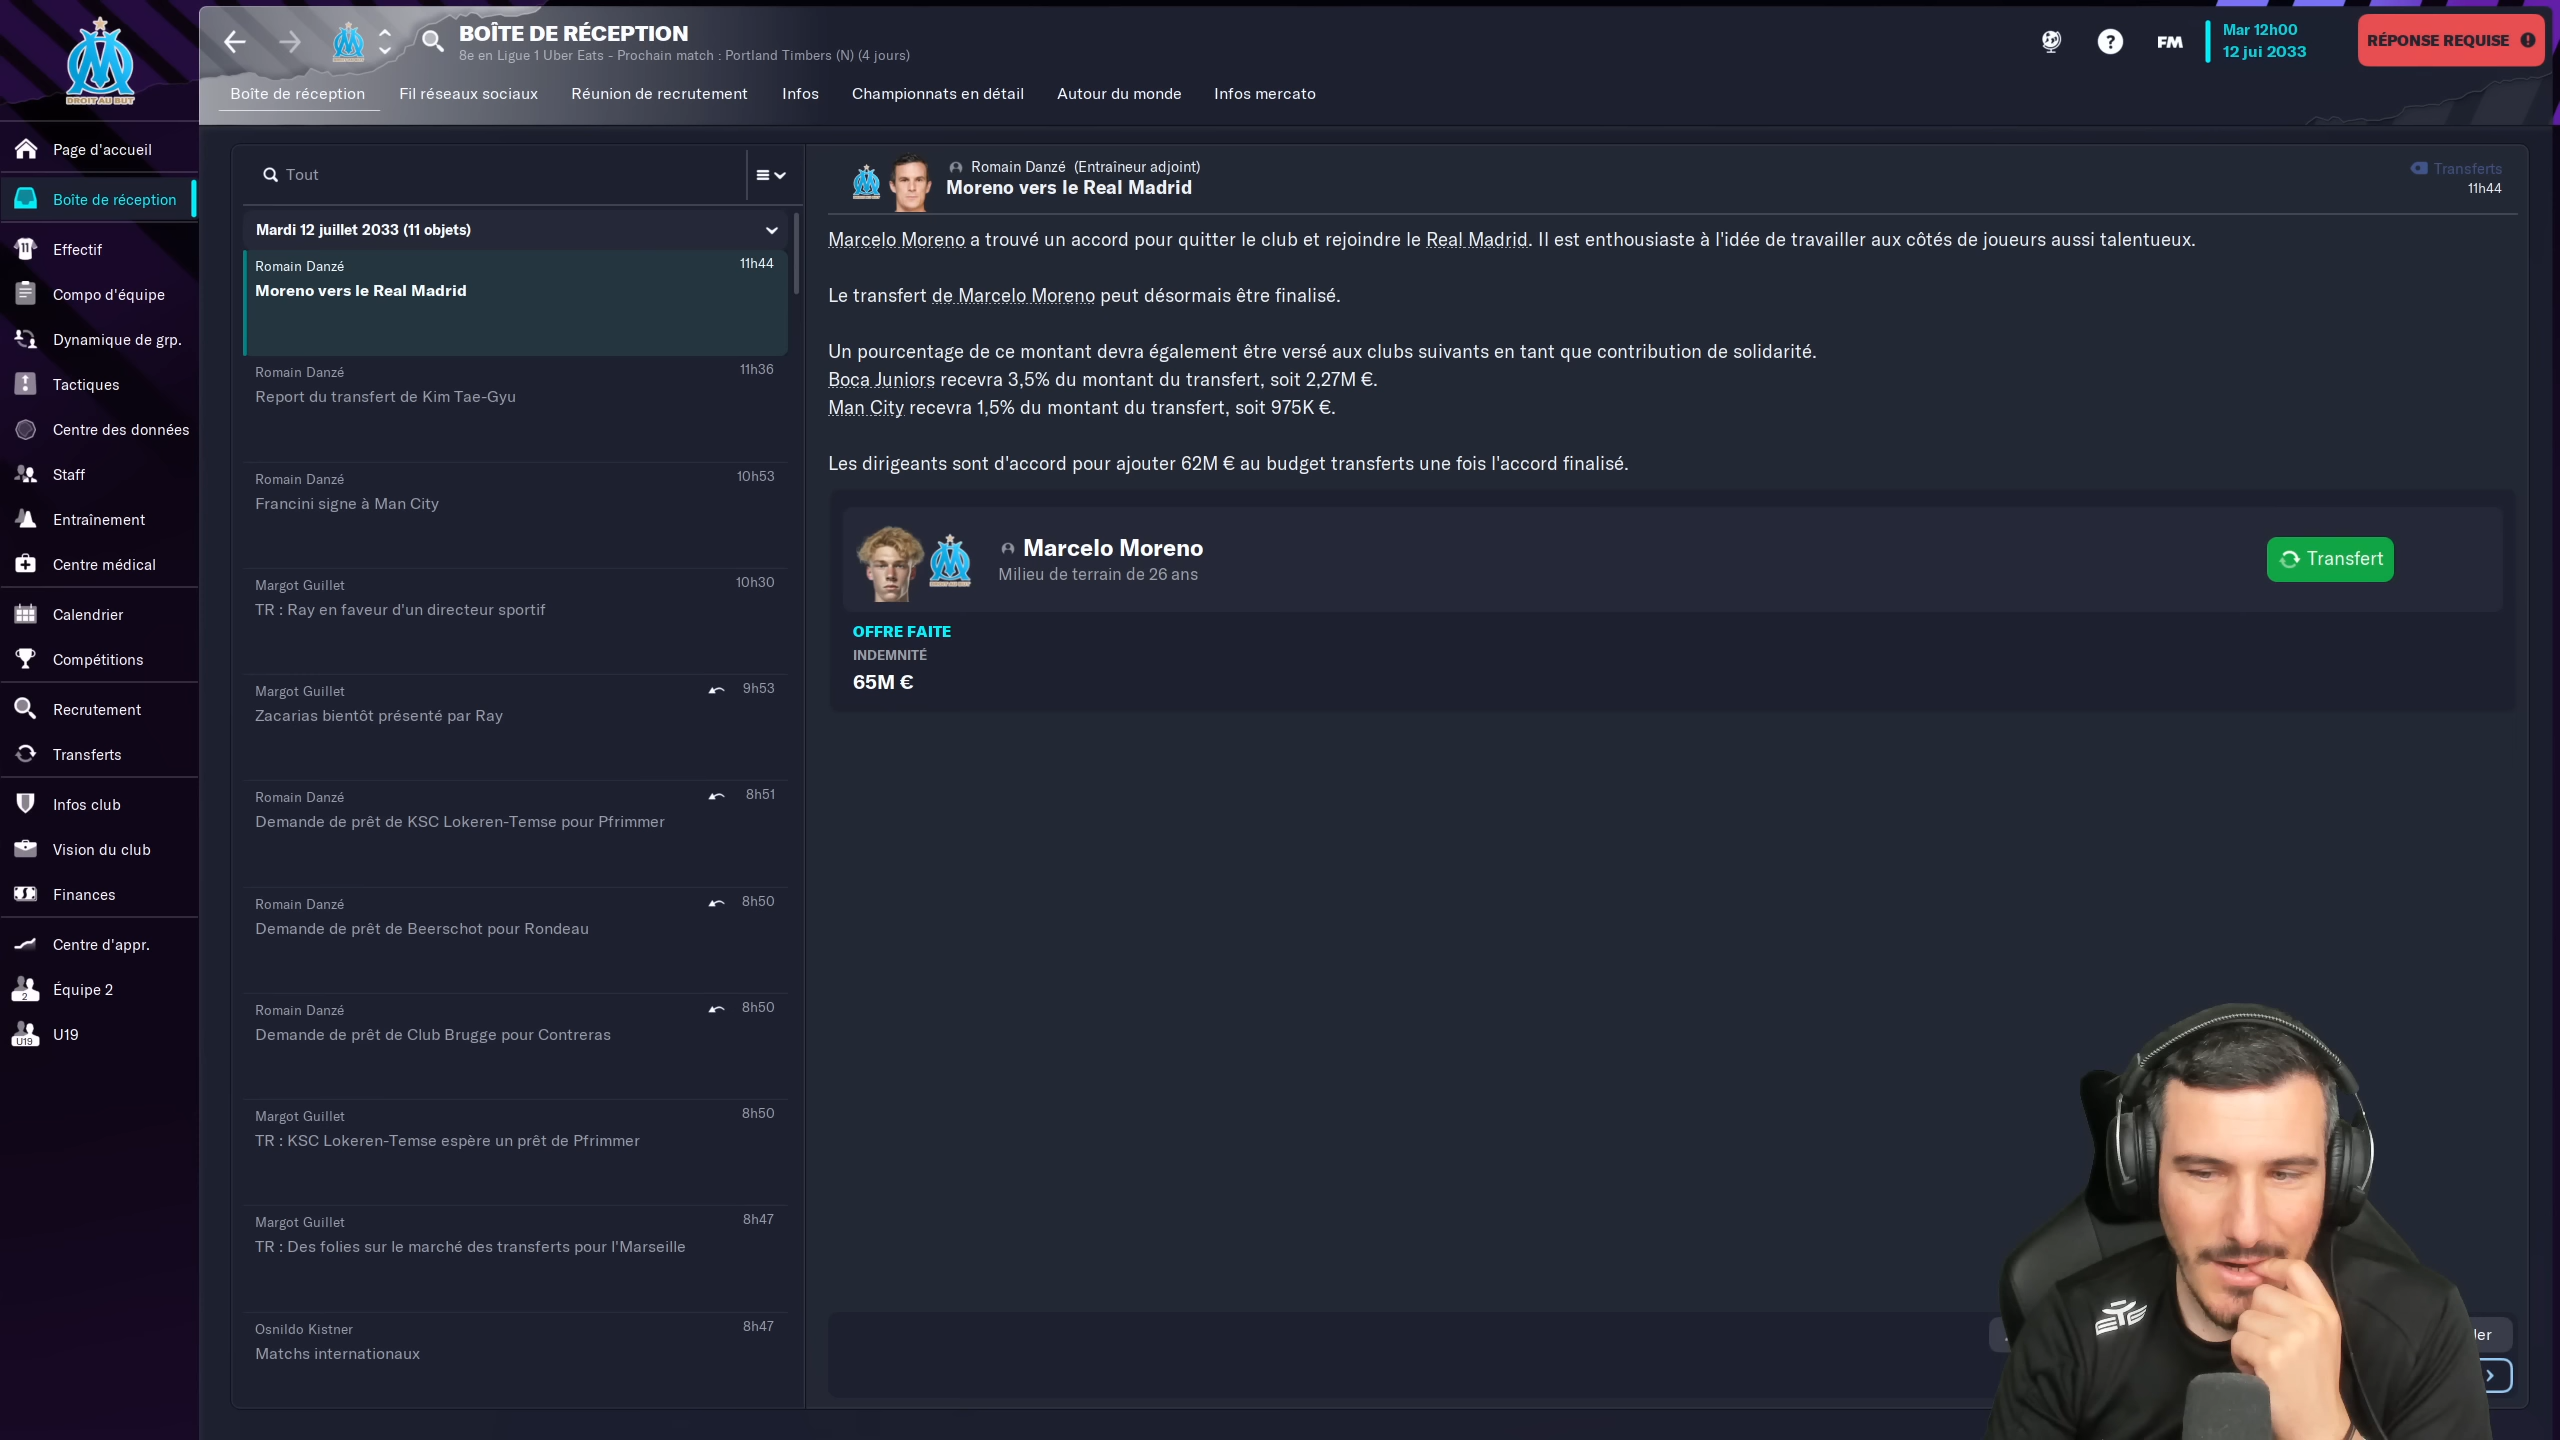 DROIT AU BUT
BOÎTE DE RÉCEPTION
8e en Ligue 1 Uber Eats - Prochain match : Portland Timbers (N) (4 jours)
FM
Mar 12h00
12 jui 2033
RÉPONSE REQUISE
Boîte de réception
Fil réseaux sociaux
Réunion de recrutement
Infos
Championnats en détail
Autour du monde
Infos mercato
Page d'accueil
Boîte de réception
Effectif
Compo d'équipe
Dynamique de grp.
Tactiques
Centre des données
Staff
Entraînement
Centre médical
Calendrier
Compétitions
Recrutement
Transferts
Infos club
Vision du club
Finances
Centre d'appr.
2
Équipe 2
U19
U19
Tout
Mardi 12 juillet 2033 (11 objets)
Romain Danzé 11h44
Moreno vers le Real Madrid
Romain Danzé 11h36
Report du transfert de Kim Tae-Gyu
Romain Danzé 10h53
Francini signe à Man City
Margot Guillet 10h30
TR : Ray en faveur d'un directeur sportif
Margot Guillet 9h53
Zacarias bientôt présenté par Ray
Romain Danzé 8h51
Demande de prêt de KSC Lokeren-Temse pour Pfrimmer
Romain Danzé 8h50
Demande de prêt de Beerschot pour Rondeau
Romain Danzé 8h50
Demande de prêt de Club Brugge pour Contreras
Margot Guillet 8h50
TR : KSC Lokeren-Temse espère un prêt de Pfrimmer
Margot Guillet 8h47
TR : Des folies sur le marché des transferts pour l'Marseille
Osnildo Kistner 8h47
Matchs internationaux
Romain Danzé (Entraîneur adjoint)
Moreno vers le Real Madrid
Transferts
11h44
Marcelo Moreno a trouvé un accord pour quitter le club et rejoindre le Real Madrid. Il est enthousiaste à l'idée de travailler aux côtés de joueurs aussi talentueux.
Le transfert de Marcelo Moreno peut désormais être finalisé.
Un pourcentage de ce montant devra également être versé aux clubs suivants en tant que contribution de solidarité.
Boca Juniors recevra 3,5% du montant du transfert, soit 2,27M €.
Man City recevra 1,5% du montant du transfert, soit 975K €.
Les dirigeants sont d'accord pour ajouter 62M € au budget transferts une fois l'accord finalisé.
Marcelo Moreno
Milieu de terrain de 26 ans
Transfert
OFFRE FAITE
INDEMNITÉ
65M €